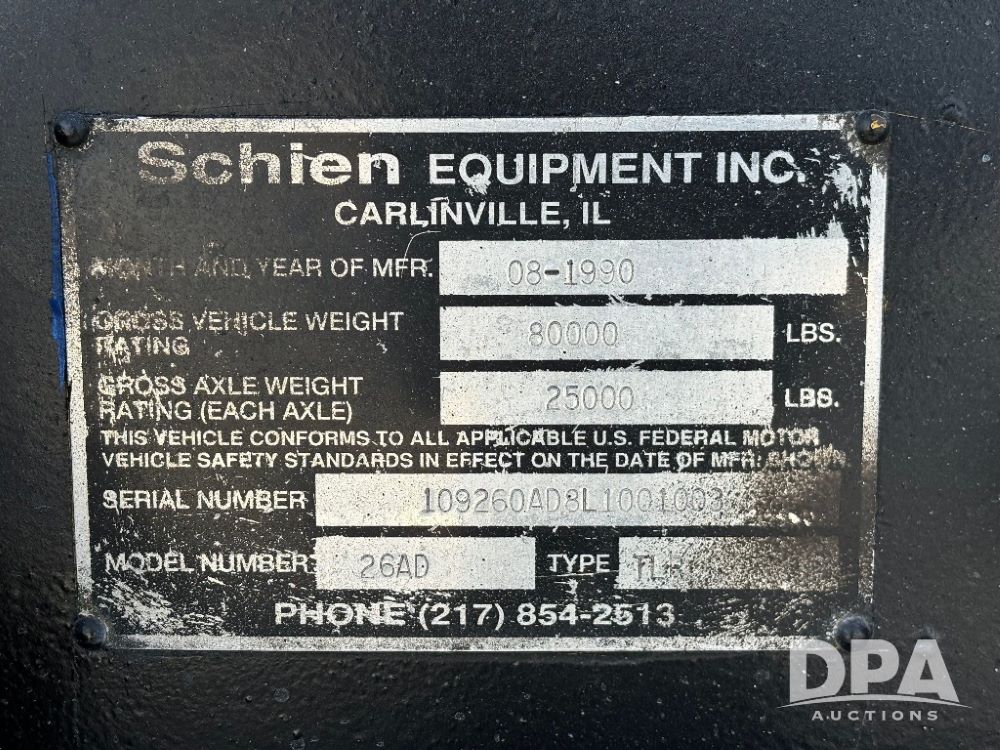 Schien EQUIPMENT INC.
CARLINVILLE, IL
MONTH AND YEAR OF MFR. 08-1990
GROSS VEHICLE WEIGHT
RATING 80000 LBS.
GROSS AXLE WEIGHT
RATING (EACH AXLE) 25000 LBS.
THIS VEHICLE CONFORMS TO ALL APPLICABLE U.S. FEDERAL MOTOR
VEHICLE SAFETY STANDARDS IN EFFECT ON THE DATE OF MFR. SHOWN
SERIAL NUMBER 109260AD8L1001003
MODEL NUMBER 26AD TYPE TLR
PHONE (217) 854-2513
DPA
AUCTIONS